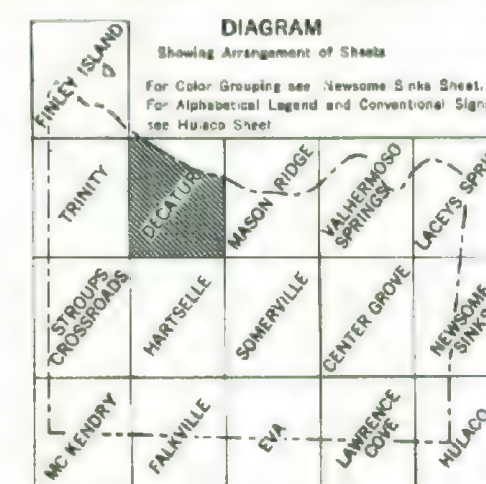 DIAGRAM
Showing Arrangement of Sheets
For Color Grouping see Newsome Sinks Sheet.
For Alphabetical Legend and Conventional Sign
see Hulaco Sheet
FINLEY ISLAND
TRINITY
DECATUR
MASON RIDGE
VALHERMOSO
SPRINGS
LACEYS SPRI
STROUPS
CROSSROADS
HARTSELLE
SOMERVILLE
CENTER GROVE
NEWSOME
SINKS
MC KENDRY
FALKVILLE
EVA
LAWRENCE
COVE
HULACO